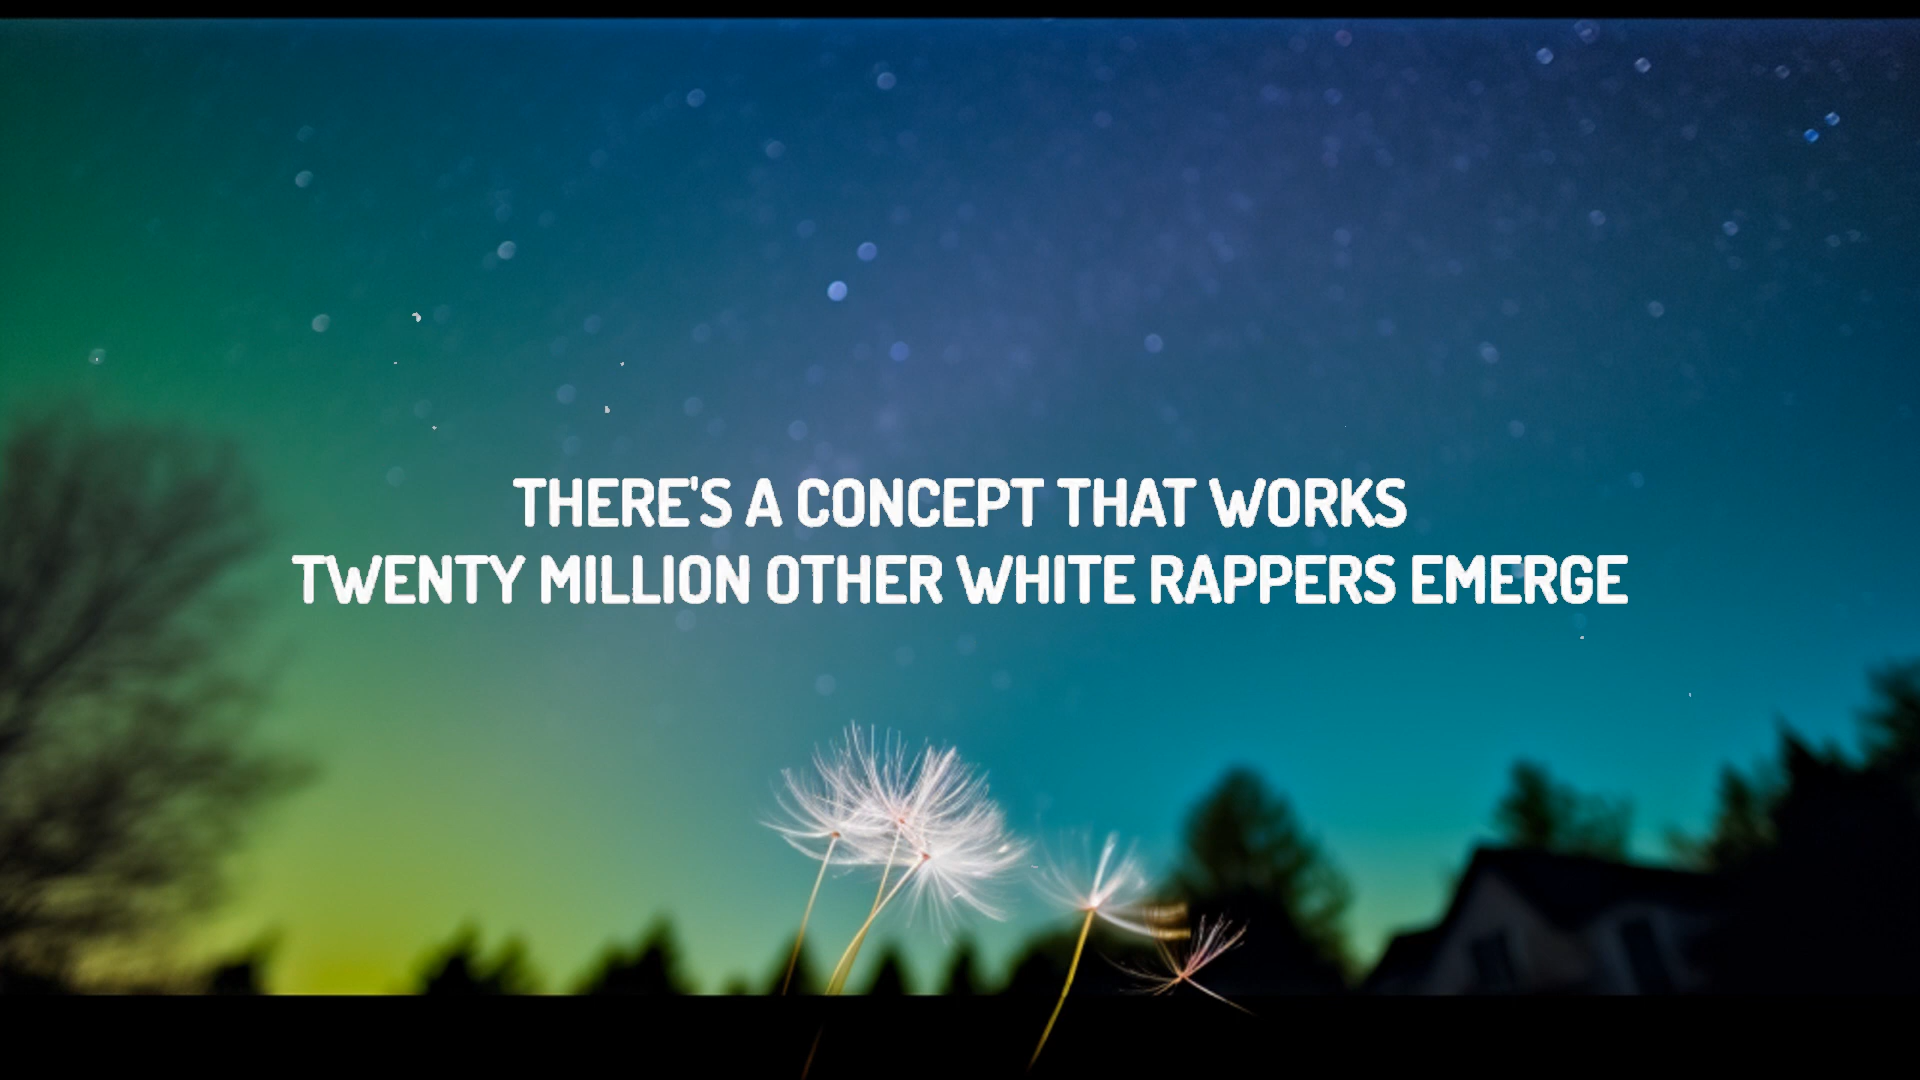 THERE'S A CONCEPT THAT WORKS
TWENTY MILLION OTHER WHITE RAPPERS EMERGE